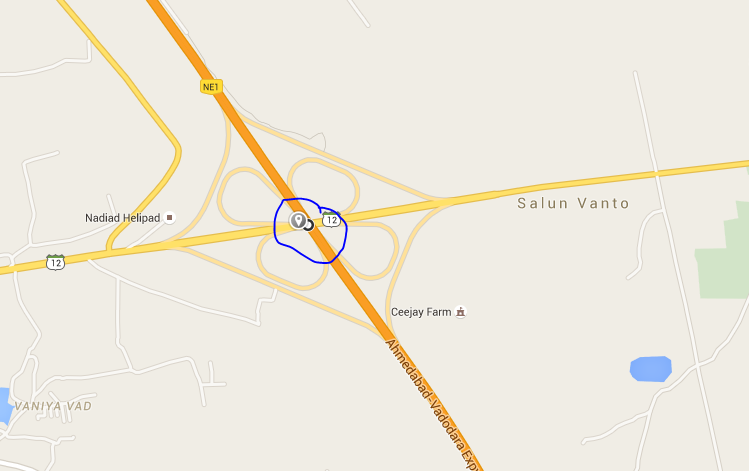 NE1
Salun Vanto
Nadiad Helipad
12
12
Ceejay Farm
Ahmedabad-Vadodara Exp
VANIYA VAD